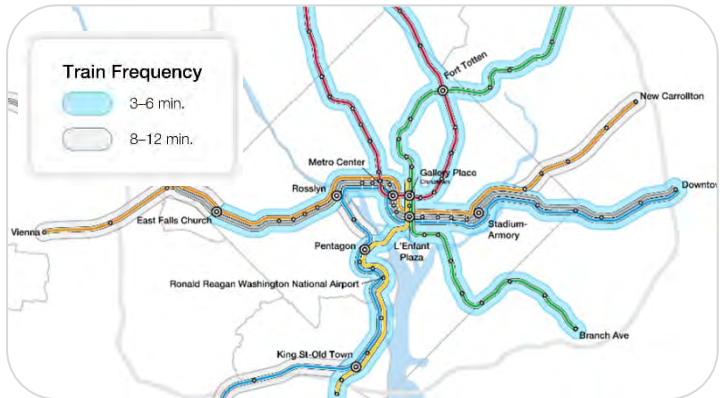 Train Frequency
3–6 min.
8–12 min.
Fort Totten
New Carrollton
Metro Center
Gallery Place
Rosslyn
Downtow
East Falls Church
Vienna
Stadium-
Armory
Pentagon
L'Enfant
Plaza
Ronald Reagan Washington National Airport
Branch Ave
King St-Old Town